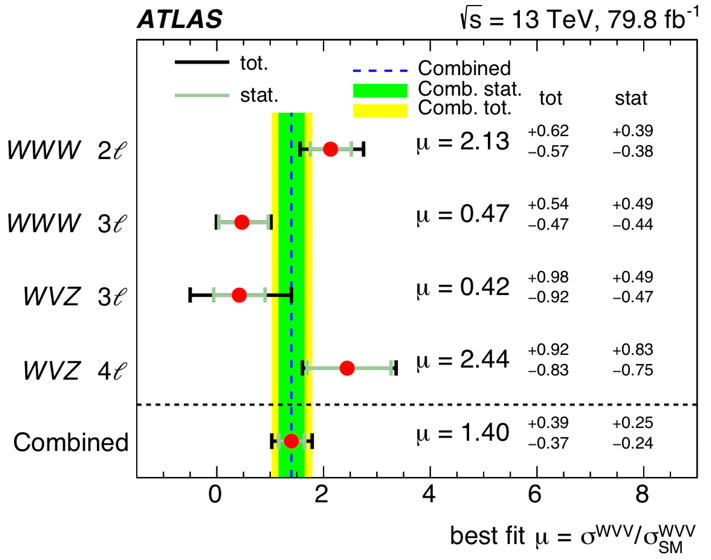 ATLAS √s = 13 TeV, 79.8 fb⁻¹
tot. Combined
stat. Comb. stat. tot stat
Comb. tot.
WWW 2ℓ μ = 2.13 +0.62 −0.57 +0.39 −0.38
WWW 3ℓ μ = 0.47 +0.54 −0.47 +0.49 −0.44
WVZ 3ℓ μ = 0.42 +0.98 −0.92 +0.49 −0.47
WVZ 4ℓ μ = 2.44 +0.92 −0.83 +0.83 −0.75
Combined μ = 1.40 +0.39 −0.37 +0.25 −0.24
0 2 4 6 8
best fit μ = σ^WVV/σ_SM^WVV